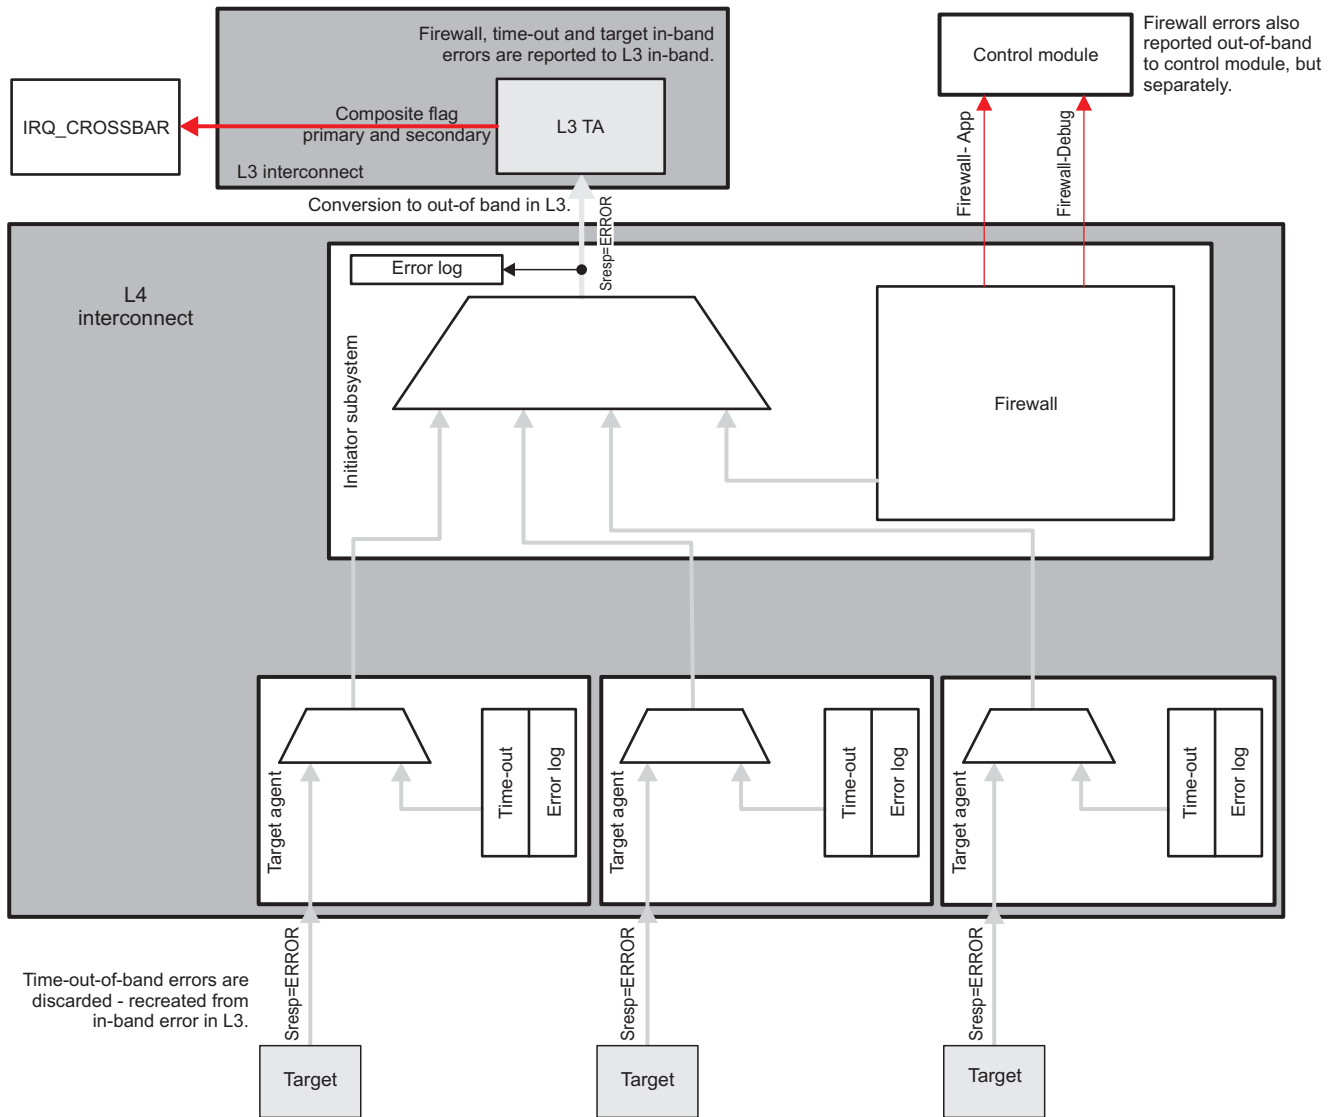 Firewall, time-out and target in-band
errors are reported to L3 in-band.
Control module
Firewall errors also
reported out-of-band
to control module, but
separately.
IRQ_CROSSBAR
Composite flag
primary and secondary
L3 TA
L3 interconnect
Firewall- App
Firewall-Debug
Conversion to out-of band in L3.
Sresp=ERROR
Error log
L4
interconnect
Initiator subsystem
Firewall
Target agent
Time-out
Error log
Target agent
Time-out
Error log
Target agent
Time-out
Error log
Time-out-of-band errors are
discarded - recreated from
in-band error in L3.
Sresp=ERROR
Sresp=ERROR
Sresp=ERROR
Target
Target
Target